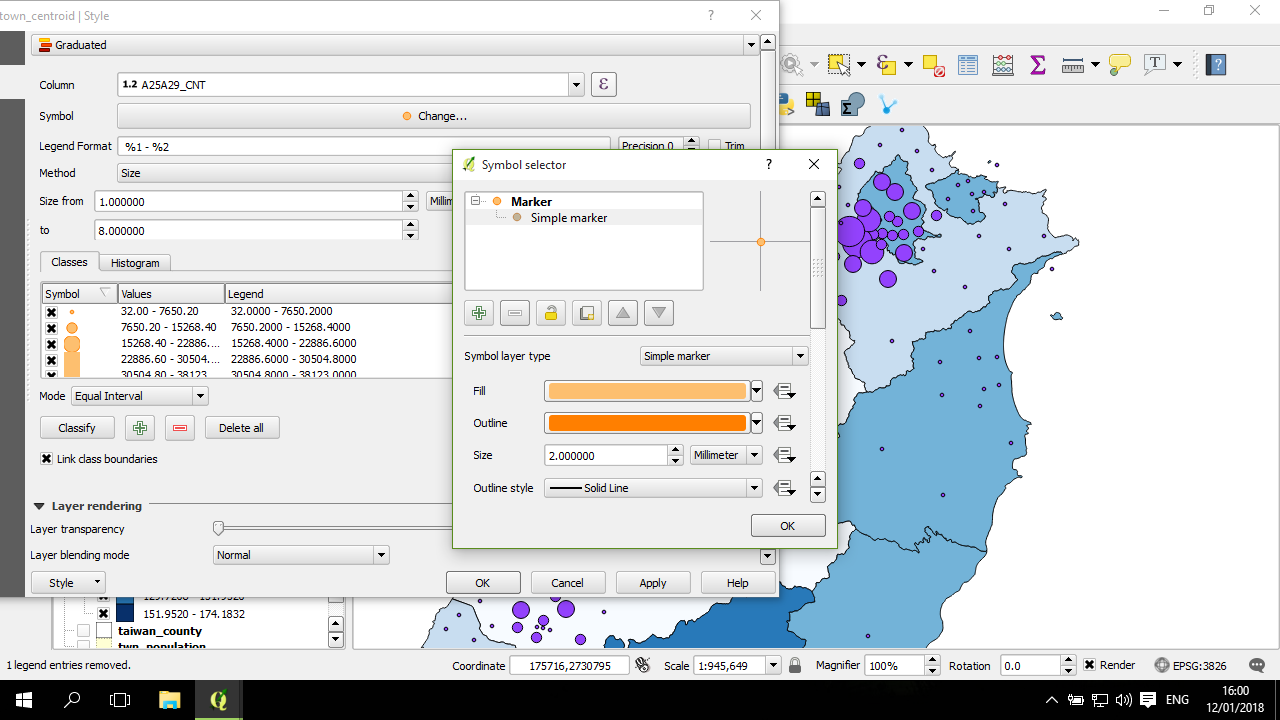 town_centroid | Style
?
Graduated
Column
1.2 A25A29_CNT
ε
Symbol
Change...
Legend Format
%1 - %2
Precision 0
Trim
Method
Size
Size from
1.000000
to
8.000000
Classes
Histogram
Symbol
Values
Legend
32.00 - 7650.20
32.0000 - 7650.2000
7650.20 - 15268.40
7650.2000 - 15268.4000
15268.40 - 22886....
15268.4000 - 22886.6000
22886.60 - 30504....
22886.6000 - 30504.8000
30504.80 - 38123....
30504.8000 - 38123.0000
Mode
Equal Interval
Classify
Delete all
Link class boundaries
Layer rendering
Layer transparency
Layer blending mode
Normal
Style
OK
Cancel
Apply
Help
Symbol selector
?
Marker
Simple marker
Symbol layer type
Simple marker
Fill
Outline
Size
2.000000
Millimeter
Outline style
Solid Line
OK
151.9520 - 174.1832
taiwan_county
twn_population
1 legend entries removed.
Coordinate
175716,2730795
Scale
1:945,649
Magnifier
100%
Rotation
0.0
Render
EPSG:3826
ENG
16:00
12/01/2018